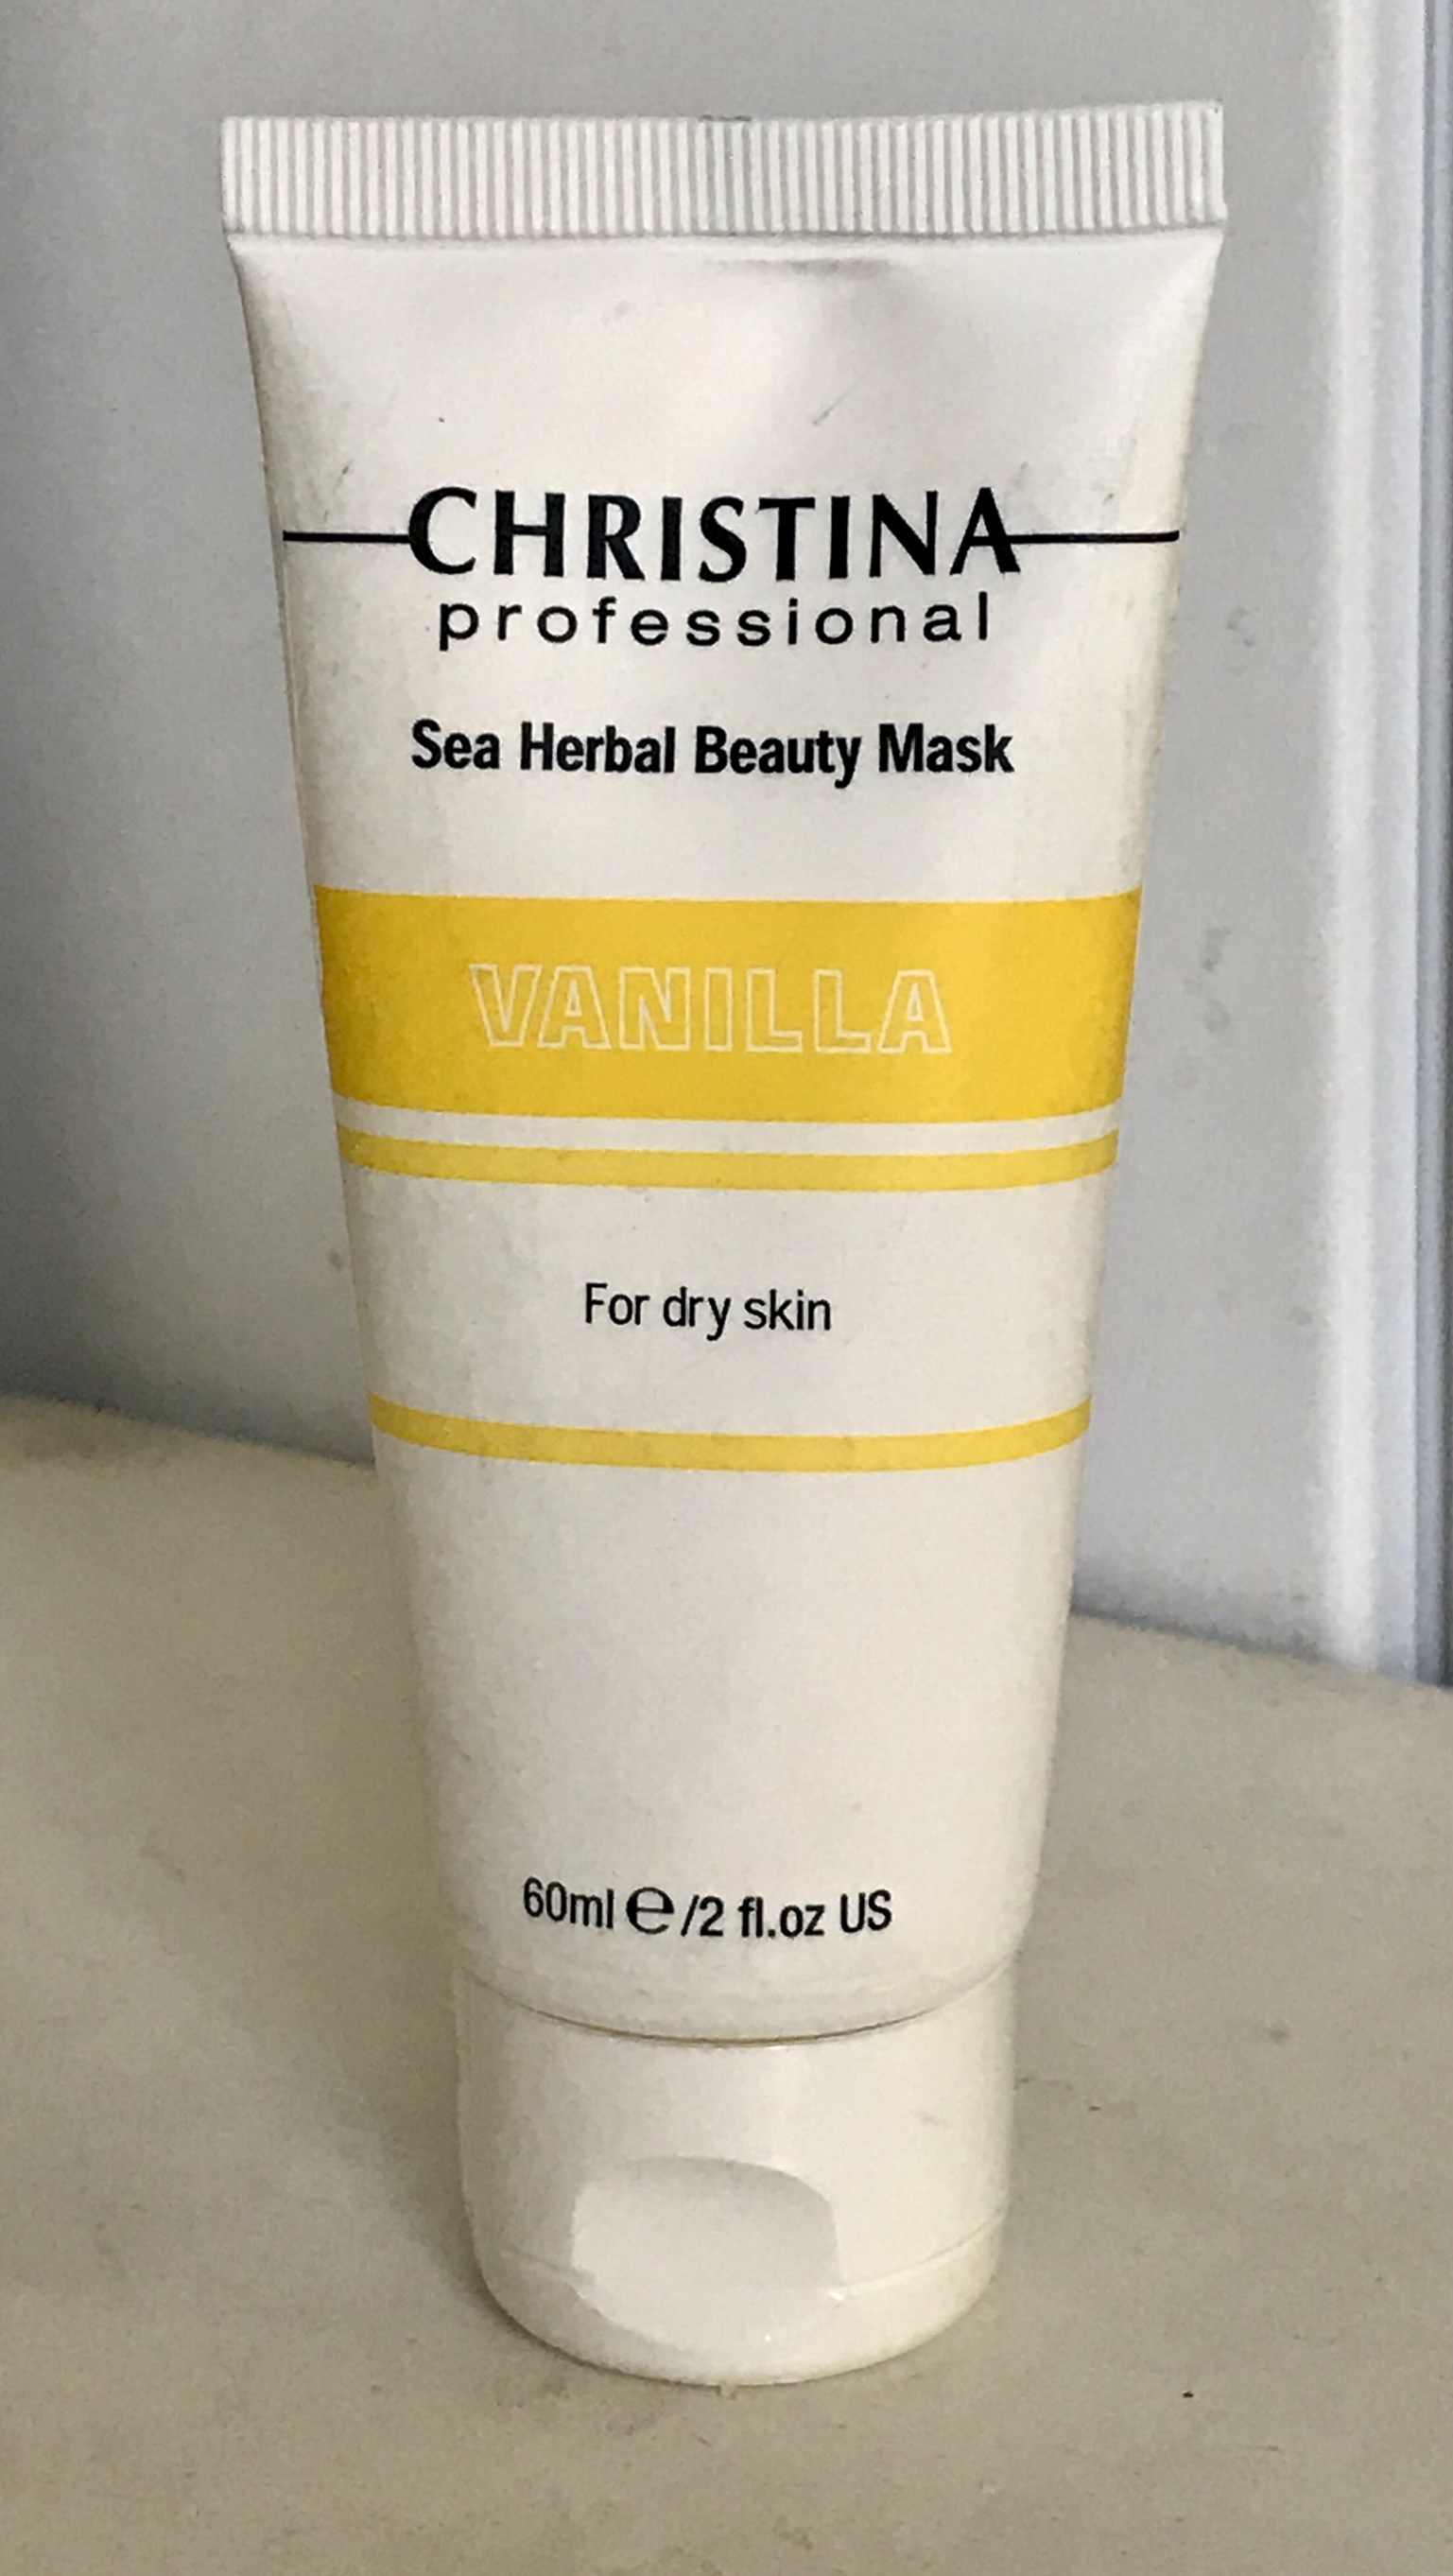 CHRISTINA
professional
Sea Herbal Beauty Mask
VANILLA
For dry skin
60ml ℮/2 fl.oz US